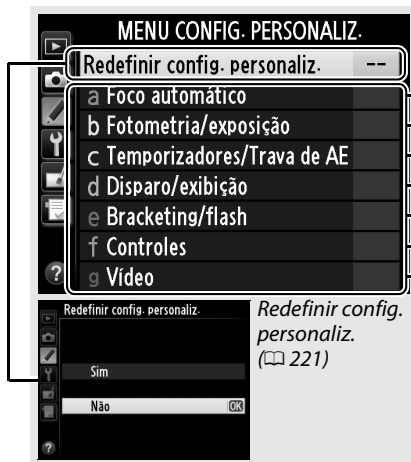 MENU CONFIG. PERSONALIZ.
Redefinir config. personaliz. --
a Foco automático
b Fotometria/exposição
c Temporizadores/Trava de AE
d Disparo/exibição
e Bracketing/flash
f Controles
g Vídeo
?
Redefinir config. personaliz.
Sim
Não OK
?
Redefinir config.
personaliz.
(📖 221)